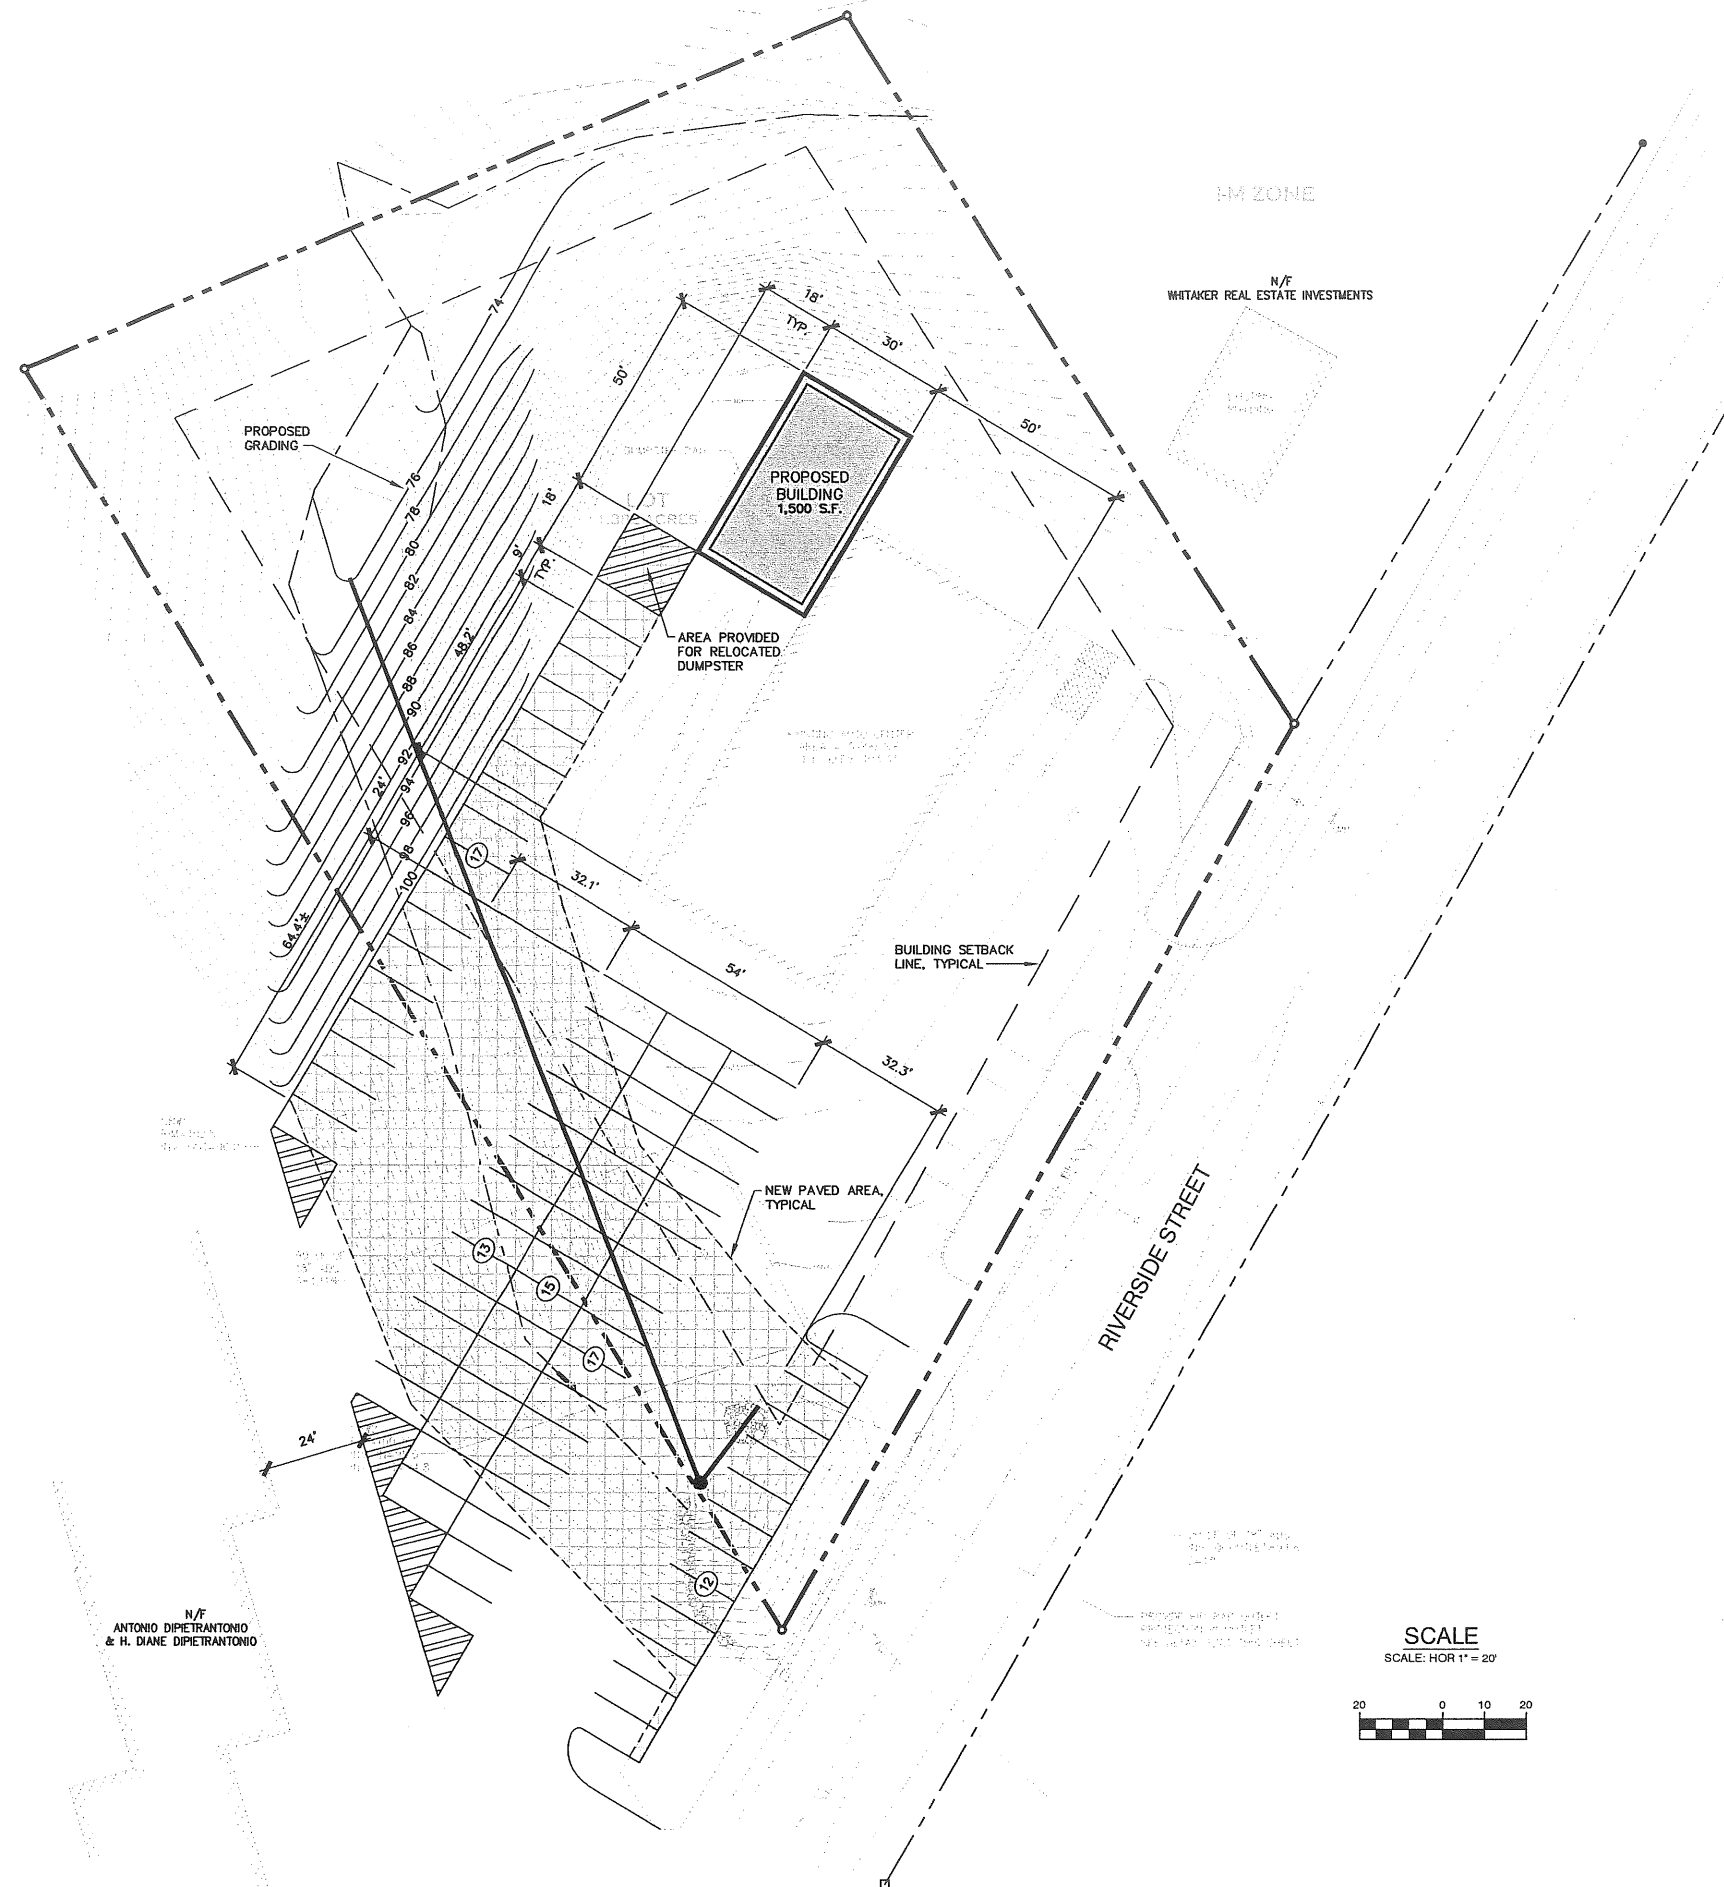 I-M ZONE
N/F
WHITAKER REAL ESTATE INVESTMENTS
18'
TYP.
30'
50'
50'
74
PROPOSED
GRADING
76
78
80
82
84
86
88
90
92
94
96
98
100
18'
9'
TYP.
48.2'
24'
64.4'±
LOT
ACRES
PROPOSED
BUILDING
1,500 S.F.
AREA PROVIDED
FOR RELOCATED
DUMPSTER
17
32.1'
54'
32.3'
BUILDING SETBACK
LINE, TYPICAL
NEW PAVED AREA,
TYPICAL
RIVERSIDE STREET
13
15
17
12
24'
N/F
ANTONIO DIPIETRANTONIO
& H. DIANE DIPIETRANTONIO
SCALE
SCALE: HOR 1" = 20'
20 0 10 20